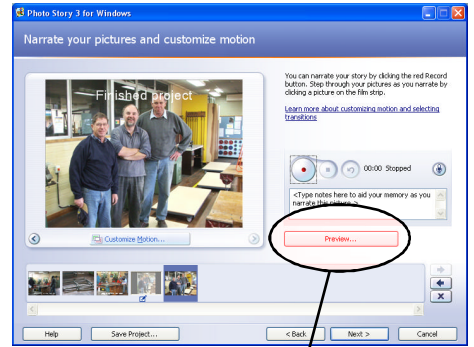 Photo Story 3 for Windows
Narrate your pictures and customize motion
Finished project
You can narrate your story by clicking the red Record
button. Step through your pictures as you narrate by
clicking a picture on the film strip.
Learn more about customizing motion and selecting
transitions
00:00 Stopped
<Type notes here to aid your memory as you
narrate this picture.>
Customize Motion...
Preview...
Help
Save Project...
< Back
Next >
Cancel